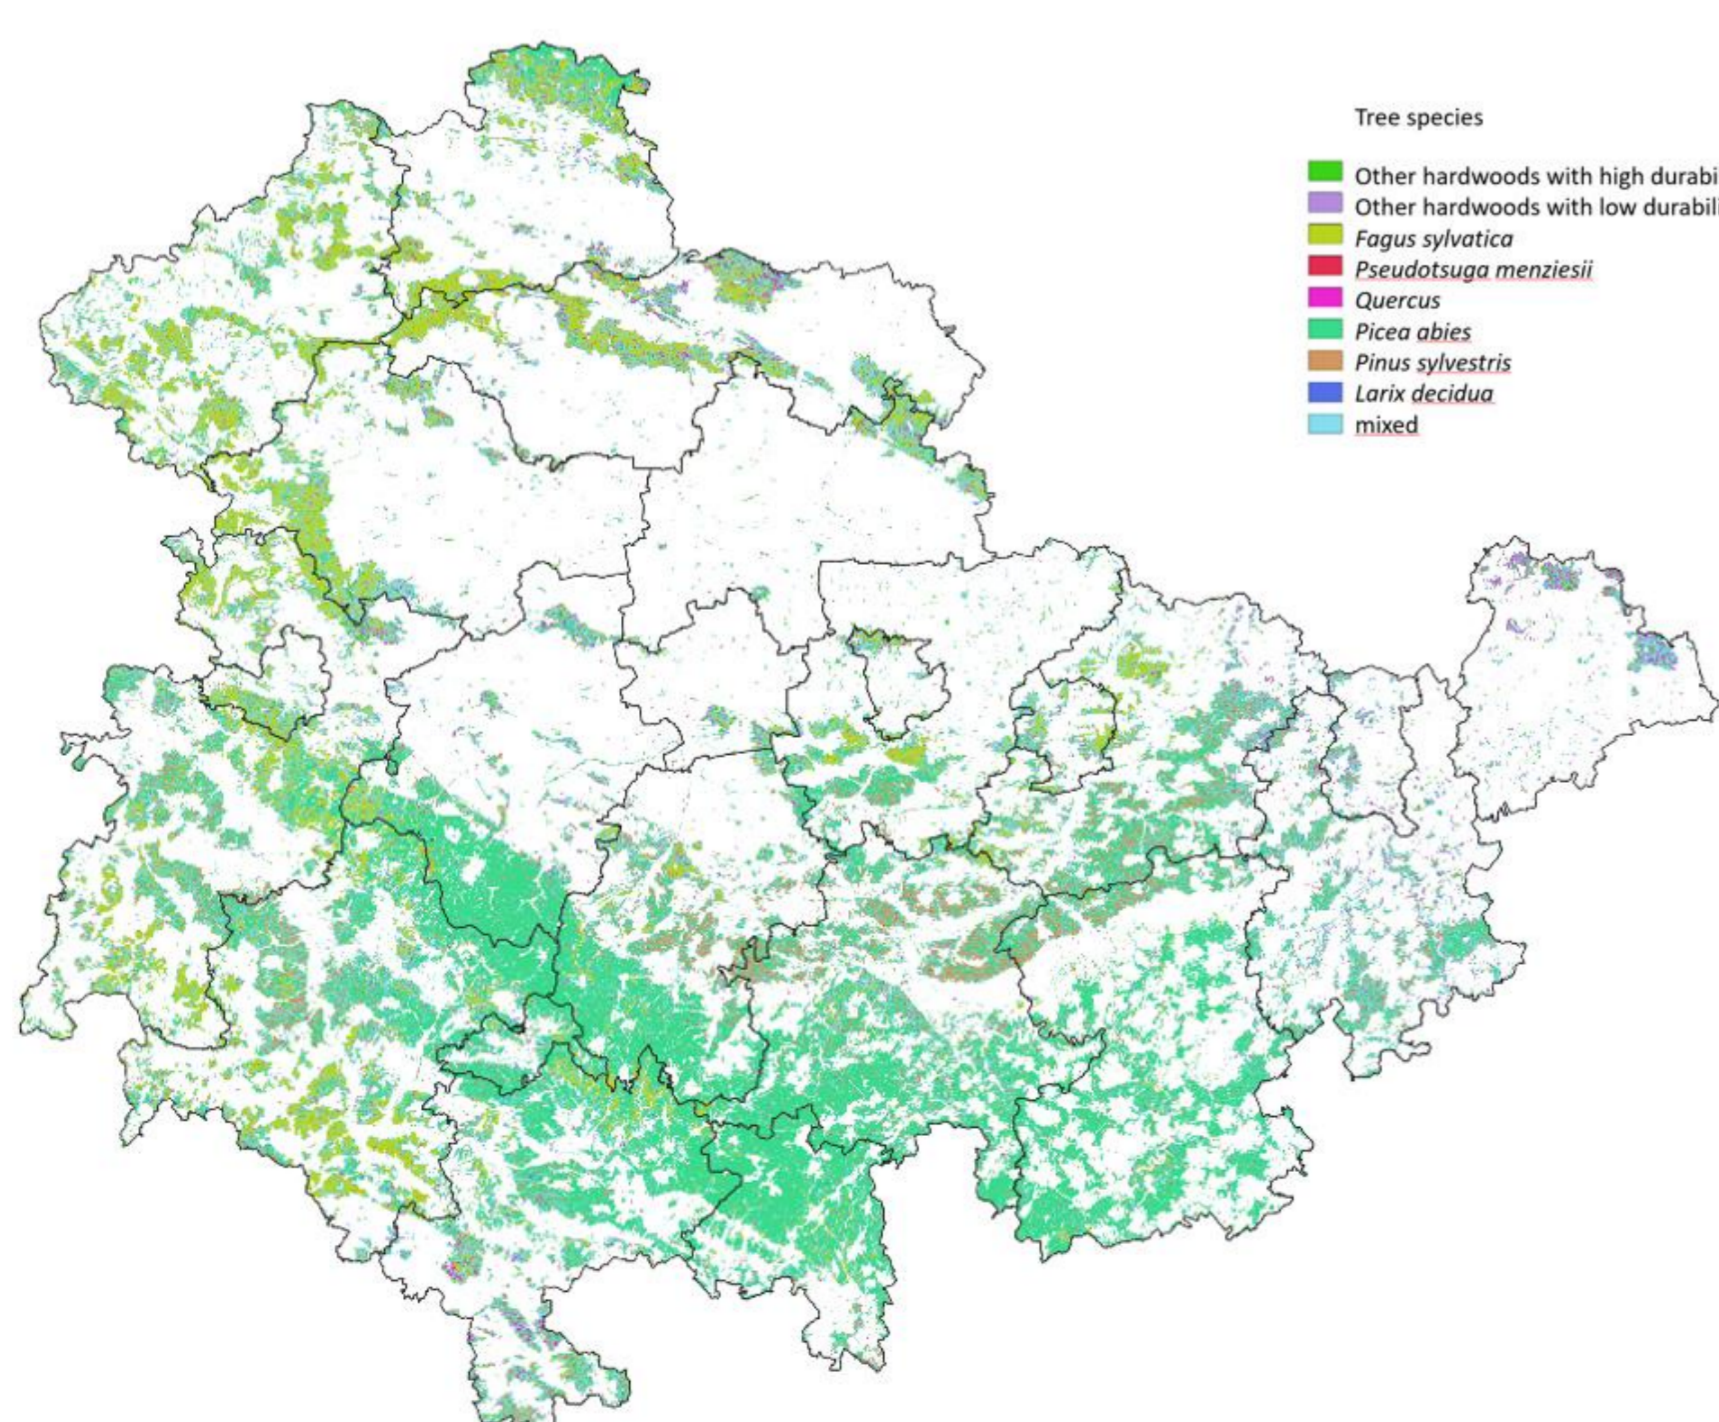 Tree species
Other hardwoods with high durabi
Other hardwoods with low durabili
Fagus sylvatica
Pseudotsuga menziesii
Quercus
Picea abies
Pinus sylvestris
Larix decidua
mixed